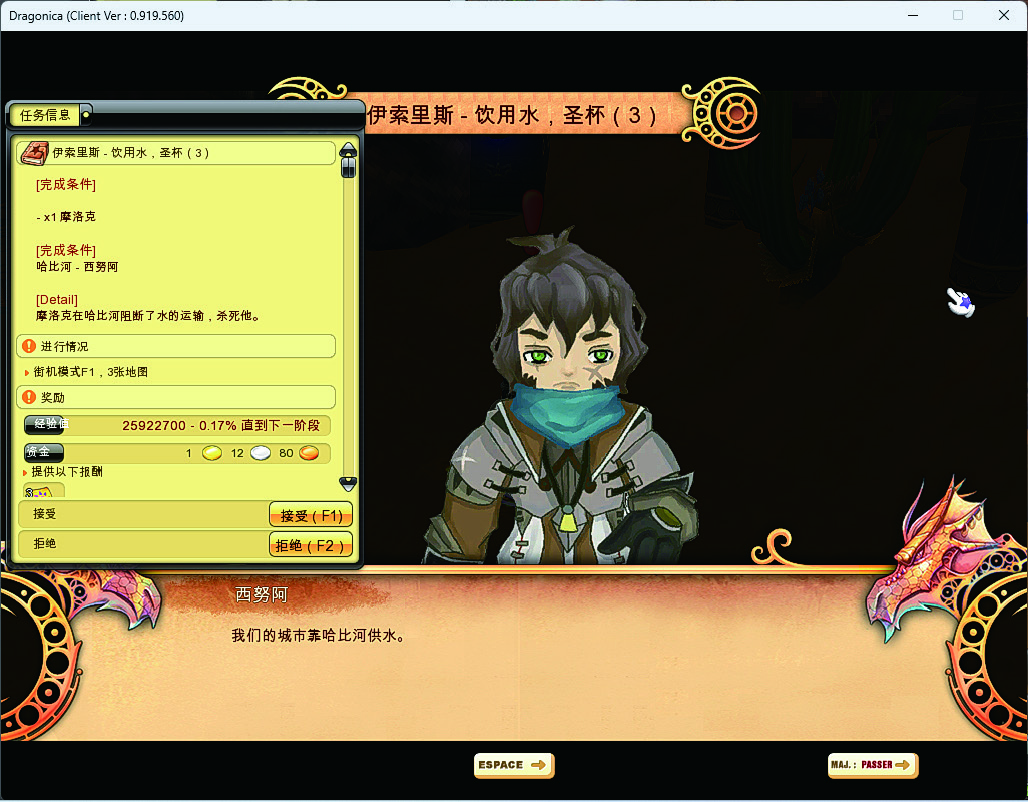 Dragonica (Client Ver : 0.919.560)
伊索里斯 - 饮用水，圣杯（3）
任务信息
伊索里斯 - 饮用水，圣杯（3）
[完成条件]
- x1 摩洛克
[完成条件]
哈比河 - 西努阿
[Detail]
摩洛克在哈比河阻断了水的运输，杀死他。
进行情况
街机模式F1，3张地图
奖励
经验值 25922700 - 0.17% 直到下一阶段
资金 1 12 80
提供以下报酬
接受 接受（F1）
拒绝 拒绝（F2）
西努阿
我们的城市靠哈比河供水。
ESPACE
MAJ. : PASSER